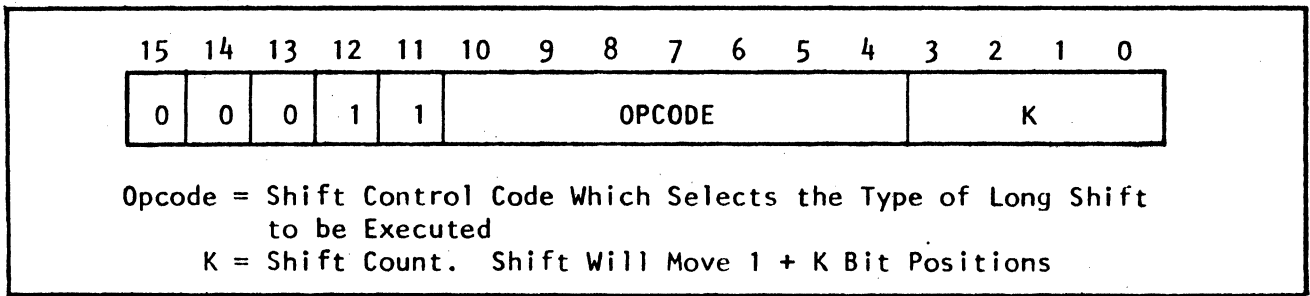 15 14 13 12 11 10 9 8 7 6 5 4 3 2 1 0
0 0 0 1 1 OPCODE K
Opcode = Shift Control Code Which Selects the Type of Long Shift
to be Executed
K = Shift Count. Shift Will Move 1 + K Bit Positions